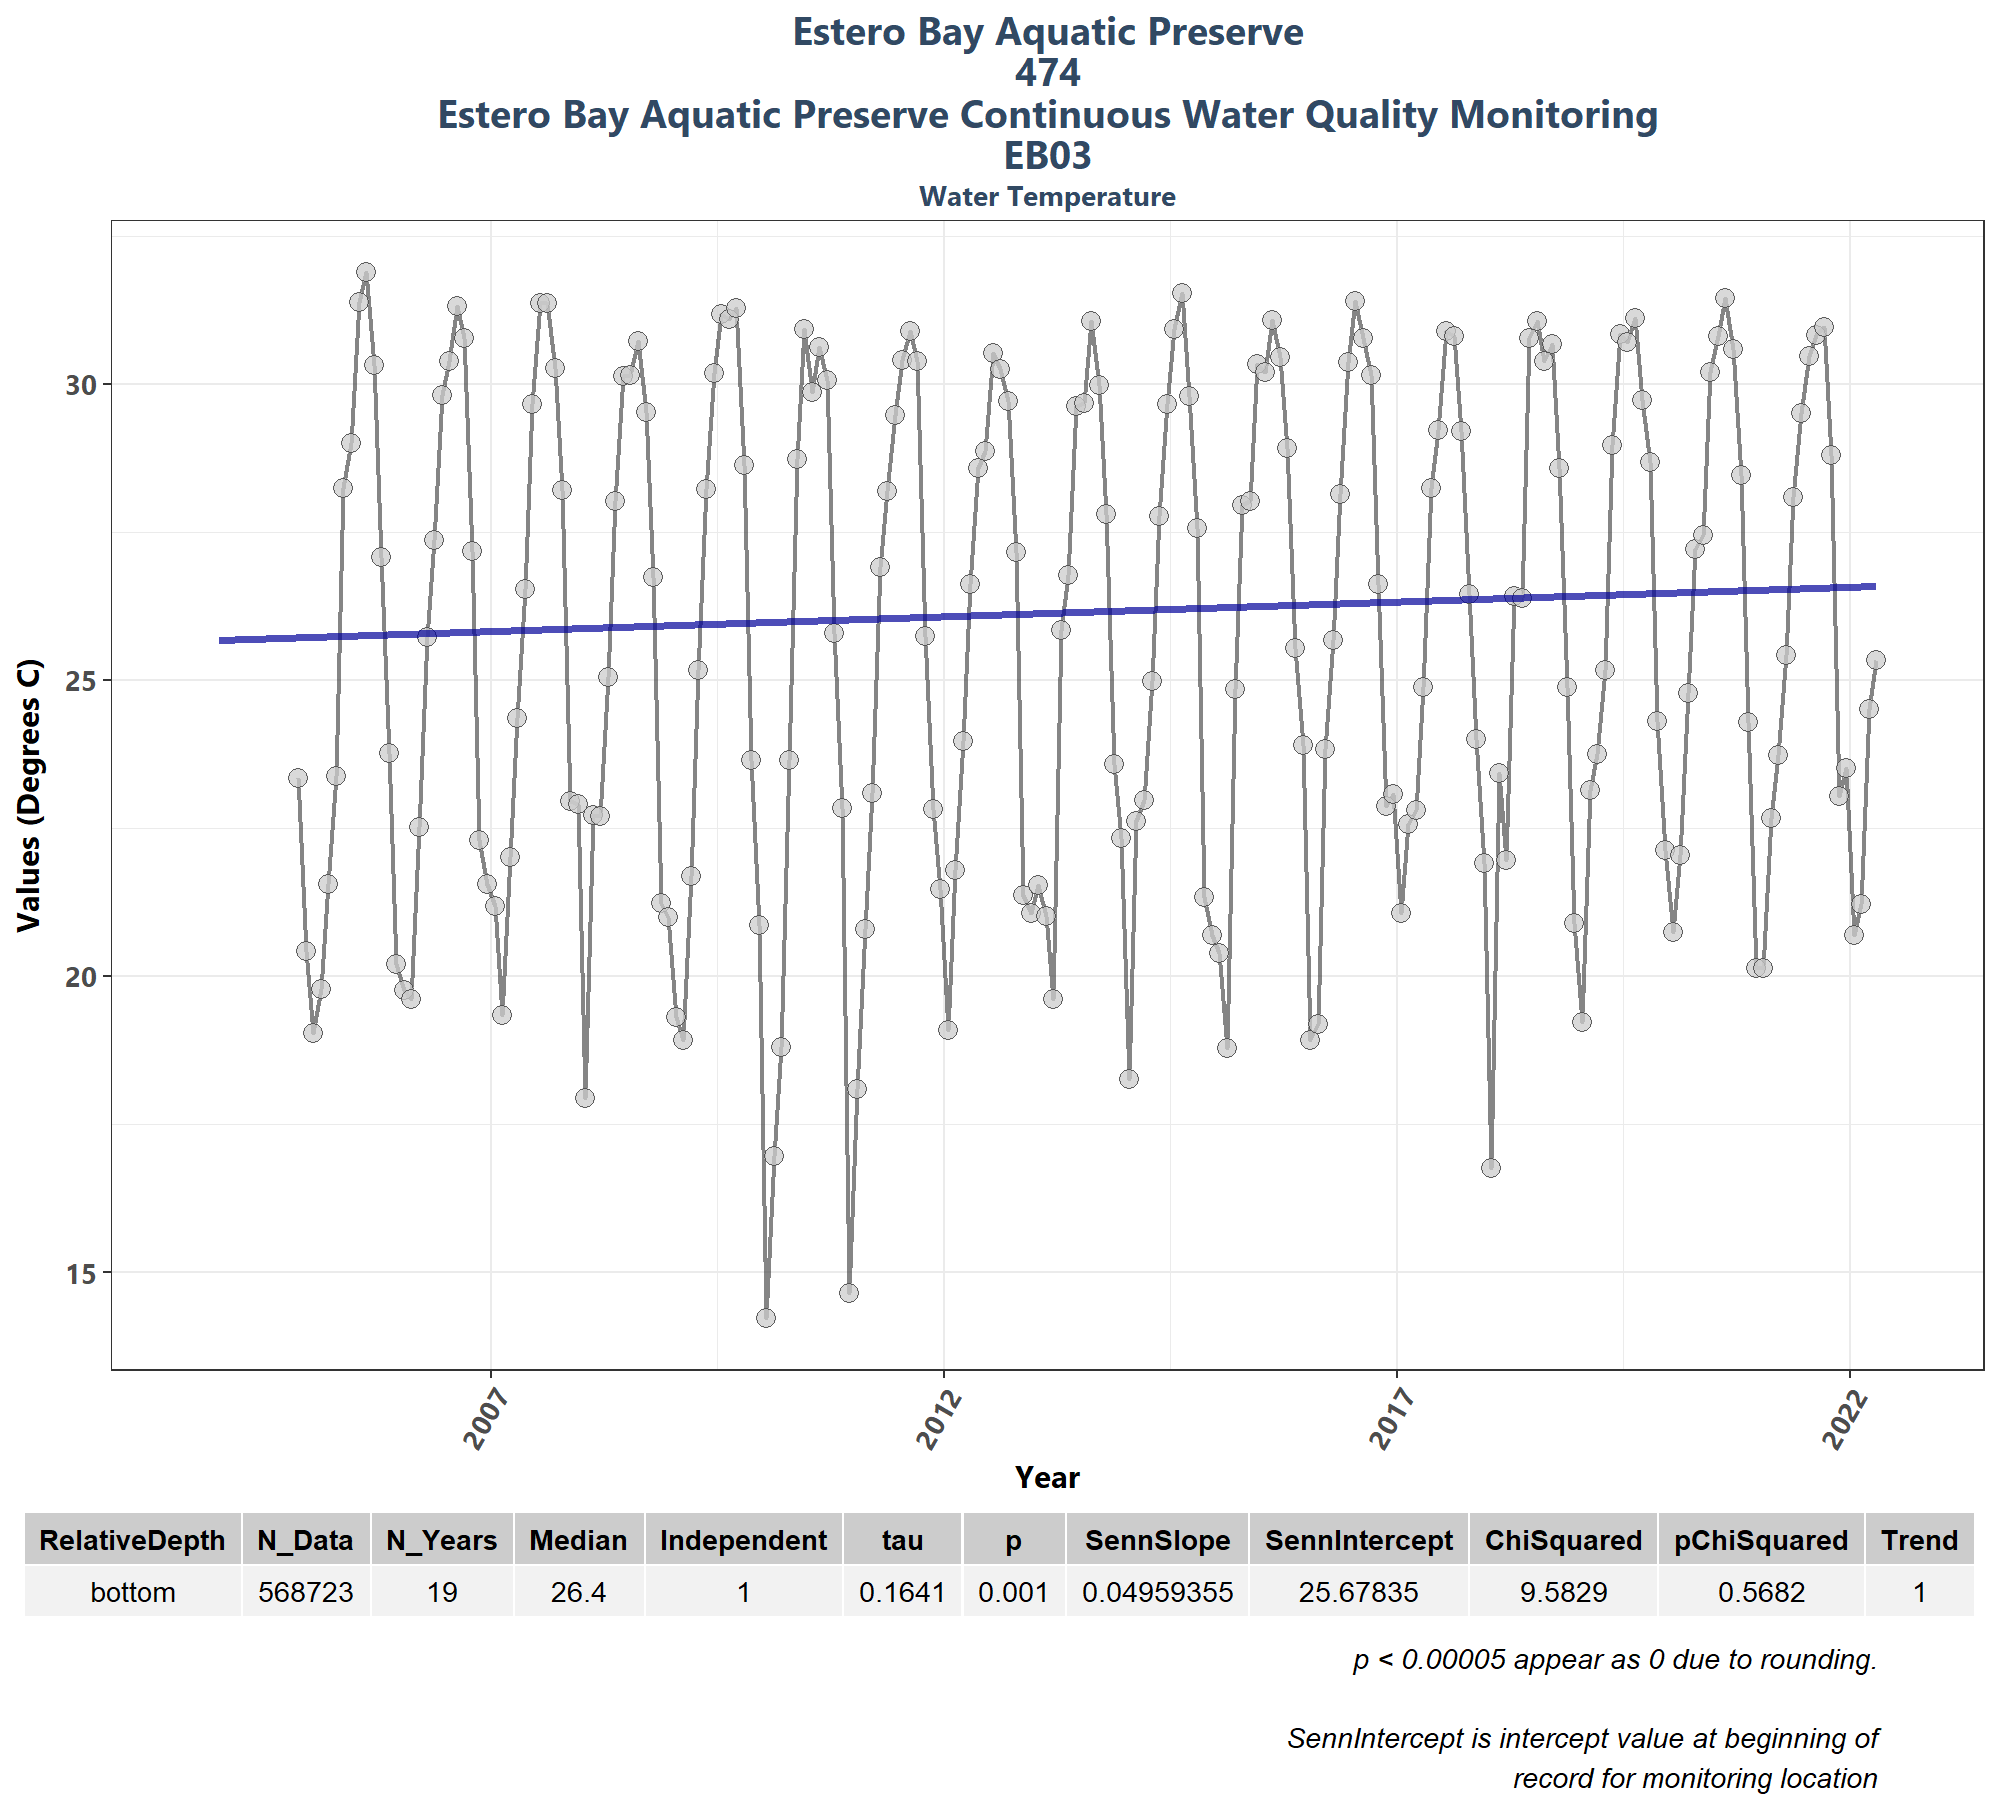 Estero Bay Aquatic Preserve
474
Estero Bay Aquatic Preserve Continuous Water Quality Monitoring
EB03
Water Temperature
Values (Degrees C)
30
25
20
15
2007 2012 2017 2022
Year
RelativeDepth N_Data N_Years Median Independent tau p SennSlope SennIntercept ChiSquared pChiSquared Trend
bottom 568723 19 26.4 1 0.1641 0.001 0.04959355 25.67835 9.5829 0.5682 1
p < 0.00005 appear as 0 due to rounding.
SennIntercept is intercept value at beginning of
record for monitoring location